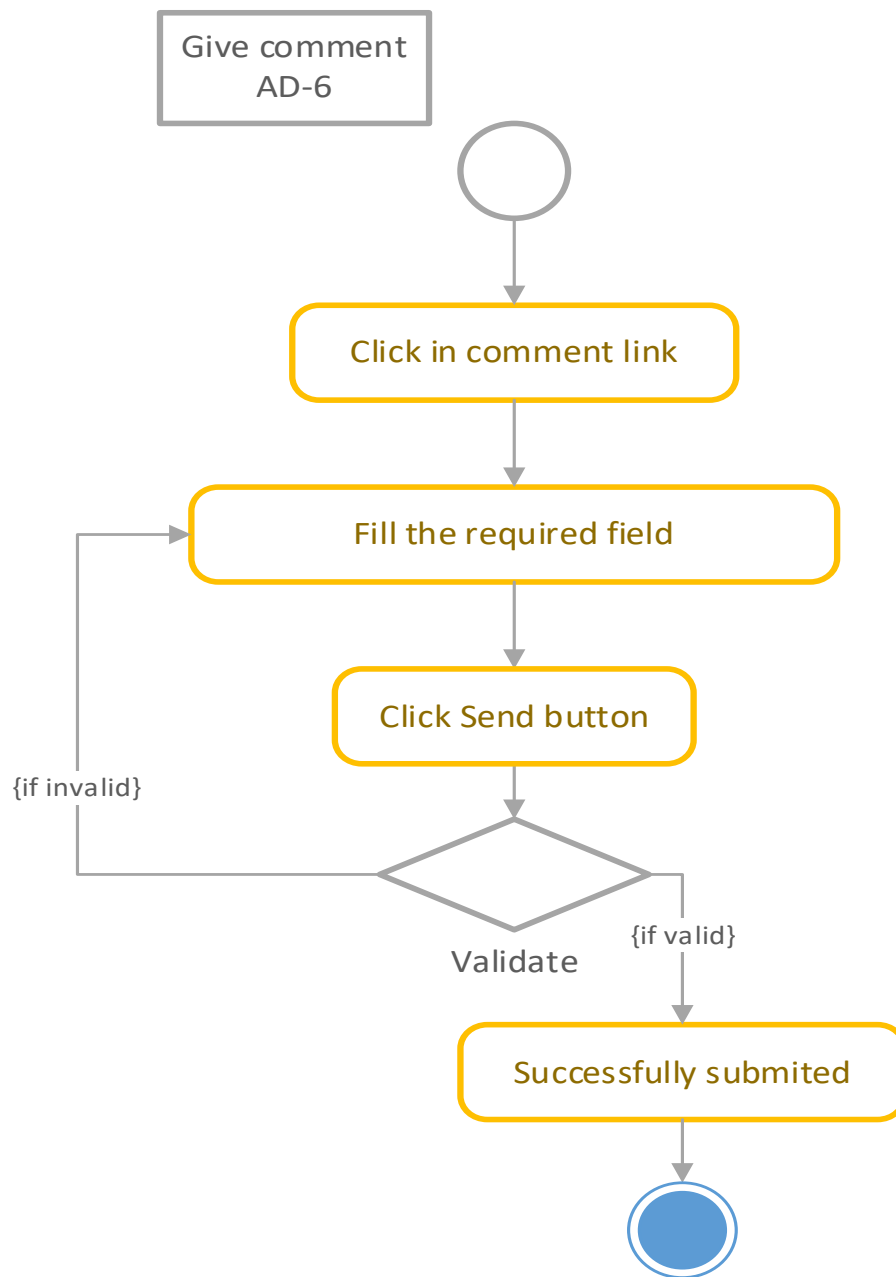 Give comment
AD-6
Click in comment link
Fill the required field
Click Send button
{if invalid}
Validate
{if valid}
Successfully submited